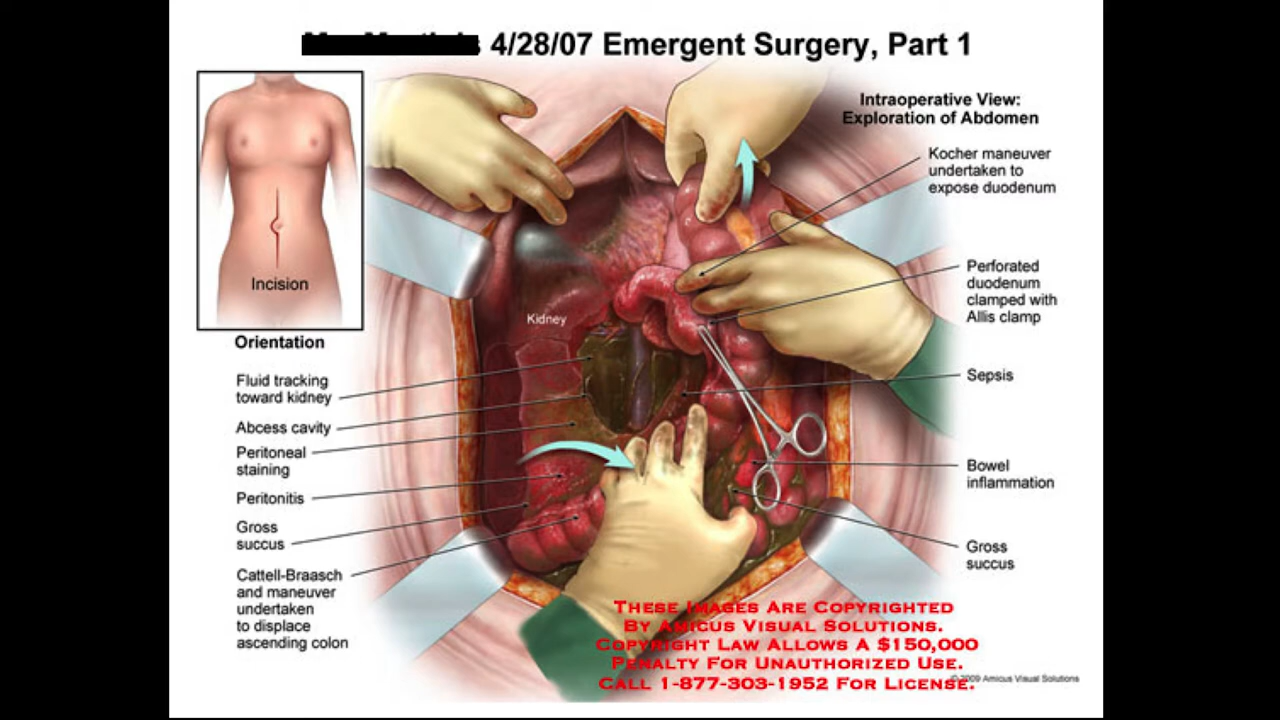 4/28/07 Emergent Surgery, Part 1
Intraoperative View:
Exploration of Abdomen
Kocher maneuver
undertaken to
expose duodenum
Perforated
duodenum
clamped with
Allis clamp
Sepsis
Bowel
inflammation
Gross
succus
Incision
Orientation
Kidney
Fluid tracking
toward kidney
Abcess cavity
Peritoneal
staining
Peritonitis
Gross
succus
Cattell-Braasch
and maneuver
undertaken
to displace
ascending colon
These Images Are Copyrighted
By Amicus Visual Solutions.
Copyright Law Allows A $150,000
Penalty For Unauthorized Use.
Call 1-877-303-1952 For License.
© 2009 Amicus Visual Solutions